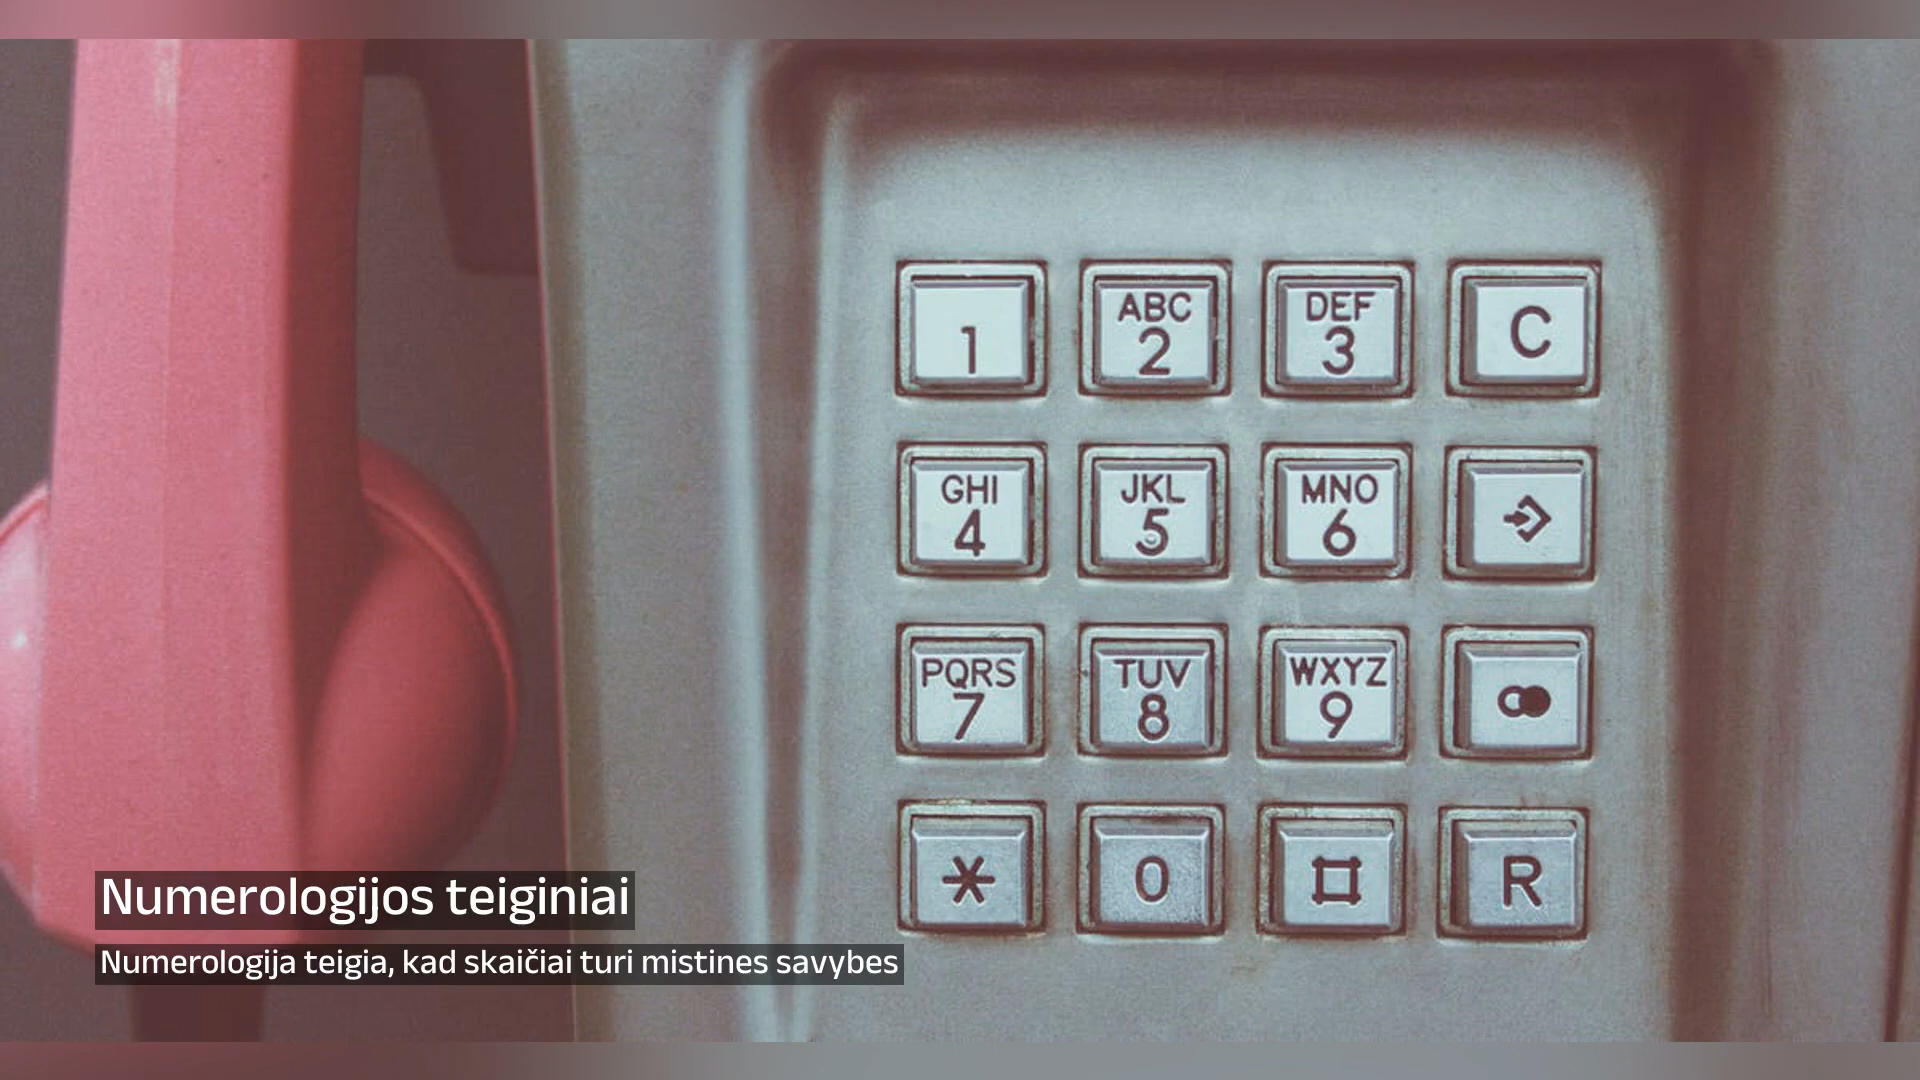 1 ABC 2 DEF 3 C
GHI 4 JKL 5 MNO 6
PQRS 7 TUV 8 WXYZ 9
* 0 # R
Numerologijos teiginiai
Numerologija teigia, kad skaičiai turi mistines savybes